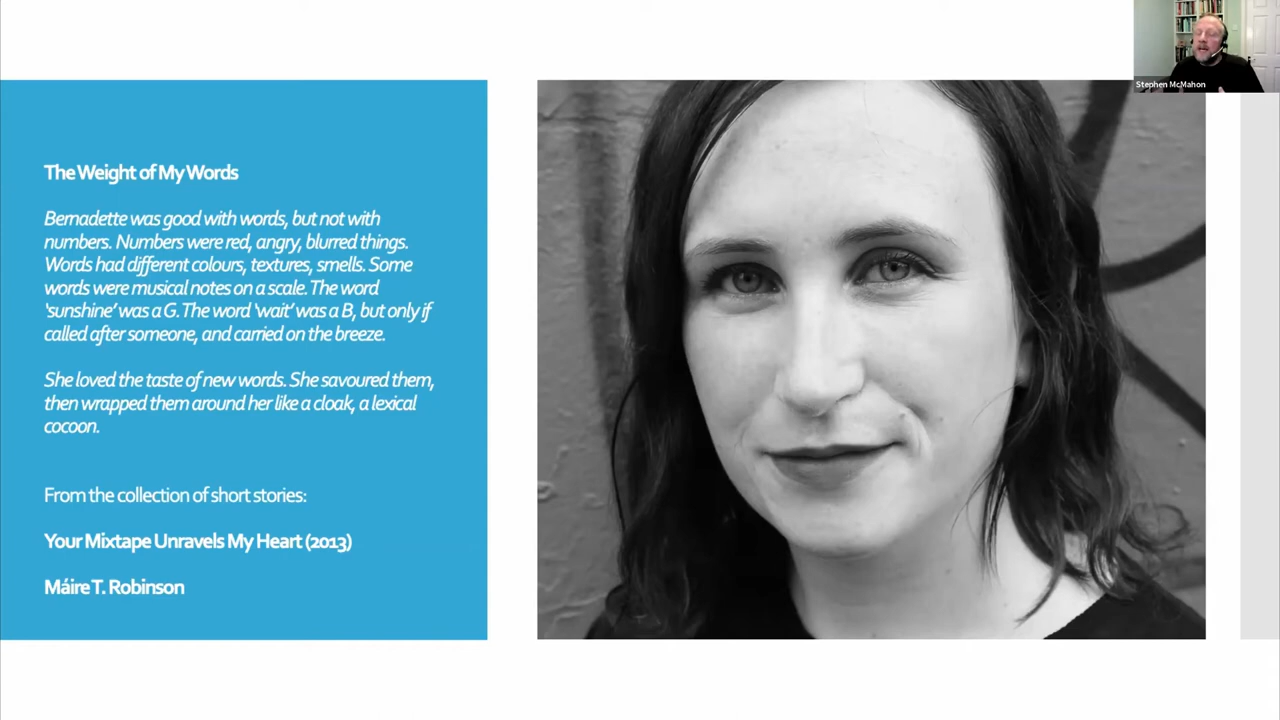 Stephen McMahon
The Weight of My Words
Bernadette was good with words, but not with
numbers. Numbers were red, angry, blurred things.
Words had different colours, textures, smells. Some
words were musical notes on a scale. The word
‘sunshine’ was a G. The word ‘wait’ was a B, but only if
called after someone, and carried on the breeze.
She loved the taste of new words. She savoured them,
then wrapped them around her like a cloak, a lexical
cocoon.
From the collection of short stories:
Your Mixtape Unravels My Heart (2013)
Máire T. Robinson